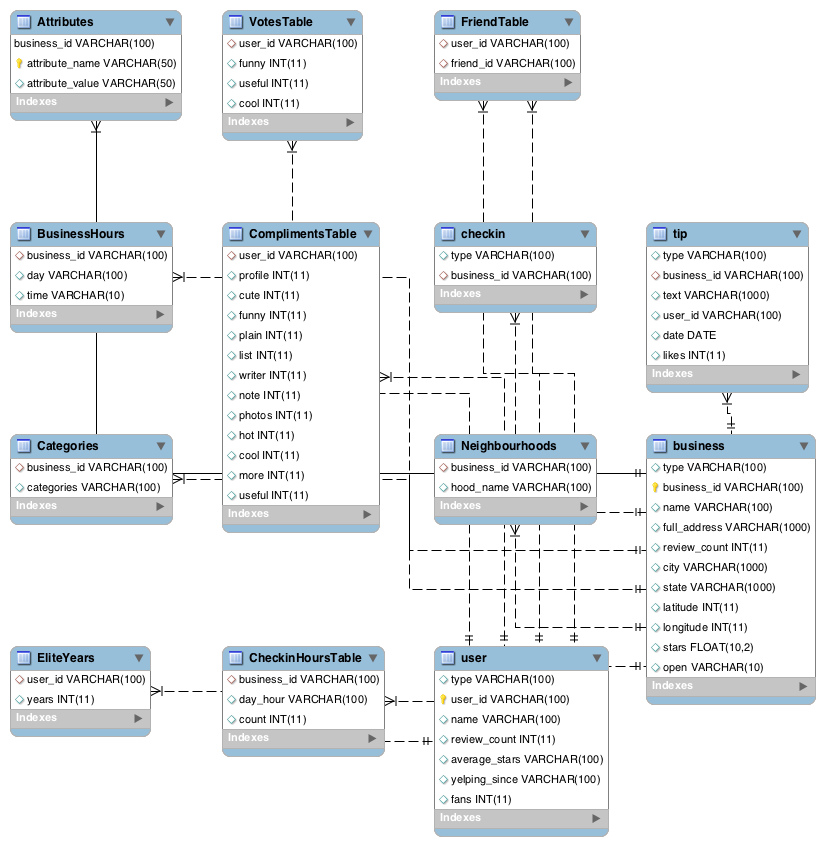 Attributes
business_id VARCHAR(100)
attribute_name VARCHAR(50)
attribute_value VARCHAR(50)
Indexes
VotesTable
user_id VARCHAR(100)
funny INT(11)
useful INT(11)
cool INT(11)
Indexes
FriendTable
user_id VARCHAR(100)
friend_id VARCHAR(100)
Indexes
BusinessHours
business_id VARCHAR(100)
day VARCHAR(100)
time VARCHAR(10)
Indexes
ComplimentsTable
user_id VARCHAR(100)
profile INT(11)
cute INT(11)
funny INT(11)
plain INT(11)
list INT(11)
writer INT(11)
note INT(11)
photos INT(11)
hot INT(11)
cool INT(11)
more INT(11)
useful INT(11)
Indexes
checkin
type VARCHAR(100)
business_id VARCHAR(100)
Indexes
tip
type VARCHAR(100)
business_id VARCHAR(100)
text VARCHAR(1000)
user_id VARCHAR(100)
date DATE
likes INT(11)
Indexes
Categories
business_id VARCHAR(100)
categories VARCHAR(100)
Indexes
Neighbourhoods
business_id VARCHAR(100)
hood_name VARCHAR(100)
Indexes
business
type VARCHAR(100)
business_id VARCHAR(100)
name VARCHAR(100)
full_address VARCHAR(1000)
review_count INT(11)
city VARCHAR(1000)
state VARCHAR(1000)
latitude INT(11)
longitude INT(11)
stars FLOAT(10,2)
open VARCHAR(10)
Indexes
EliteYears
user_id VARCHAR(100)
years INT(11)
Indexes
CheckinHoursTable
business_id VARCHAR(100)
day_hour VARCHAR(100)
count INT(11)
Indexes
user
type VARCHAR(100)
user_id VARCHAR(100)
name VARCHAR(100)
review_count INT(11)
average_stars VARCHAR(100)
yelping_since VARCHAR(100)
fans INT(11)
Indexes